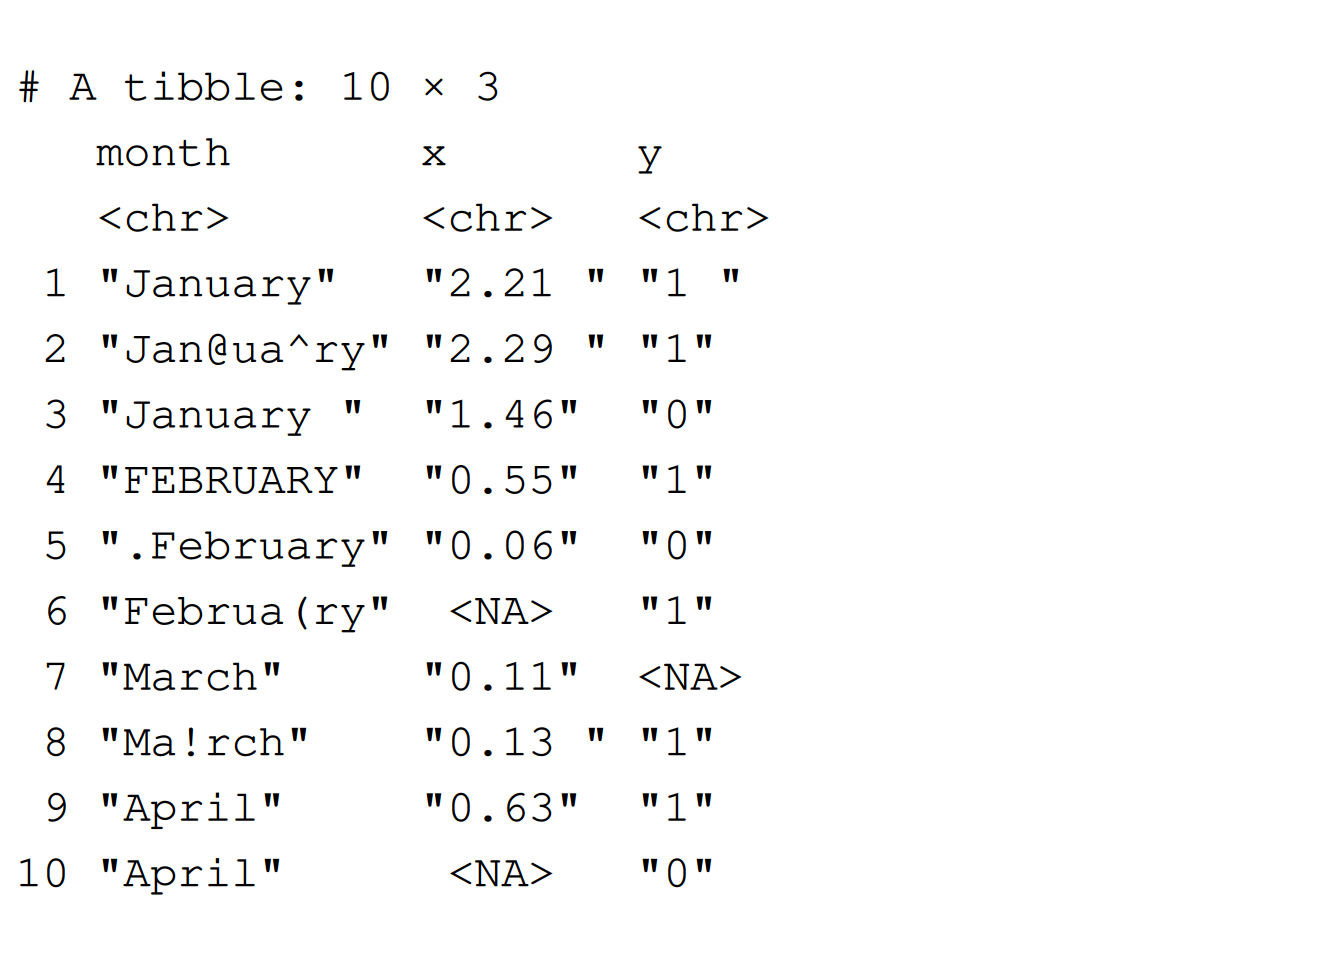 # A tibble: 10 × 3
   month       x       y
   <chr>       <chr>   <chr>
 1 "January"   "2.21 " "1 "
 2 "Jan@ua^ry" "2.29 " "1"
 3 "January "  "1.46"  "0"
 4 "FEBRUARY"  "0.55"  "1"
 5 ".February" "0.06"  "0"
 6 "Februa(ry"  <NA>   "1"
 7 "March"     "0.11"  <NA>
 8 "Ma!rch"    "0.13 " "1"
 9 "April"     "0.63"  "1"
10 "April"      <NA>   "0"